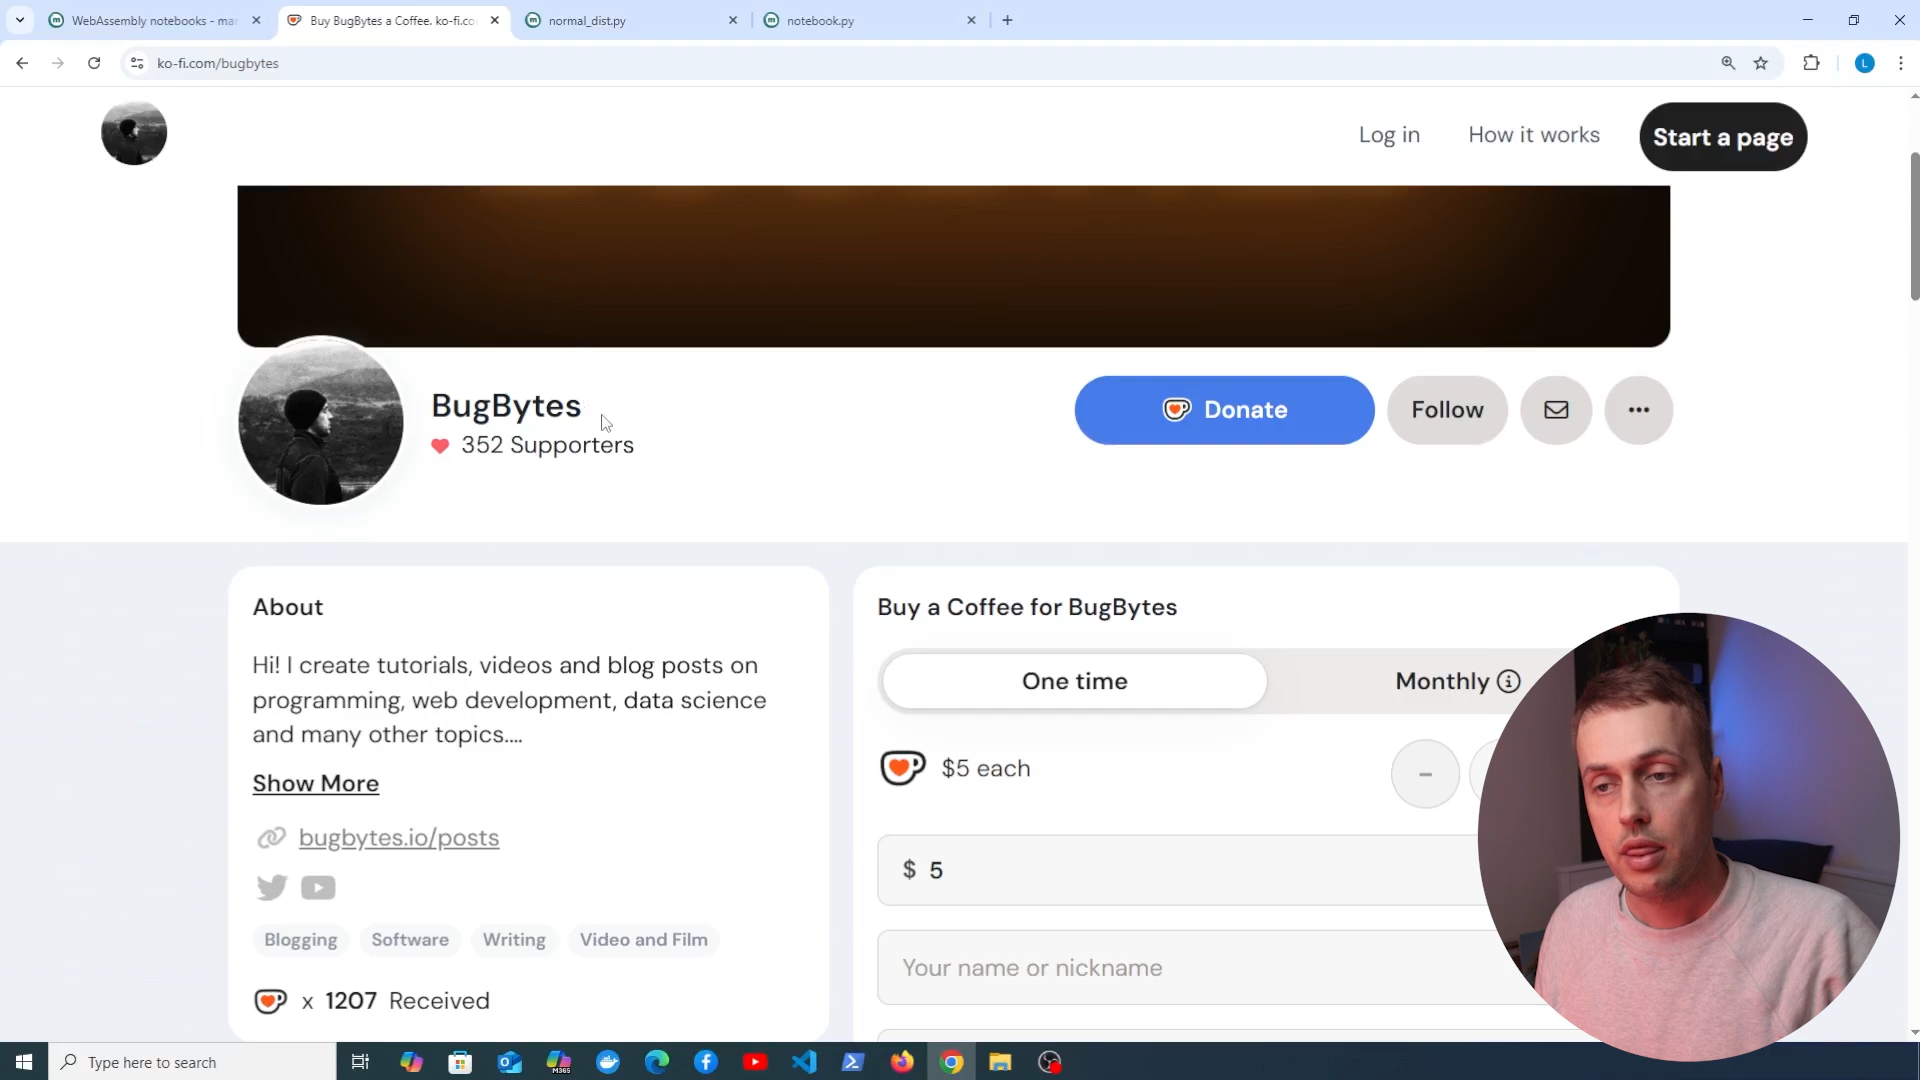 WebAssembly notebooks - mar
Buy BugBytes a Coffee. ko-fi.co
normal_dist.py
notebook.py
ko-fi.com/bugbytes
L
Log in
How it works
Start a page
BugBytes
352 Supporters
Donate
Follow
About
Hi! I create tutorials, videos and blog posts on
programming, web development, data science
and many other topics....
Show More
bugbytes.io/posts
Blogging
Software
Writing
Video and Film
x 1207 Received
Buy a Coffee for BugBytes
One time
Monthly
$5 each
-
$ 5
Your name or nickname
Type here to search
M365